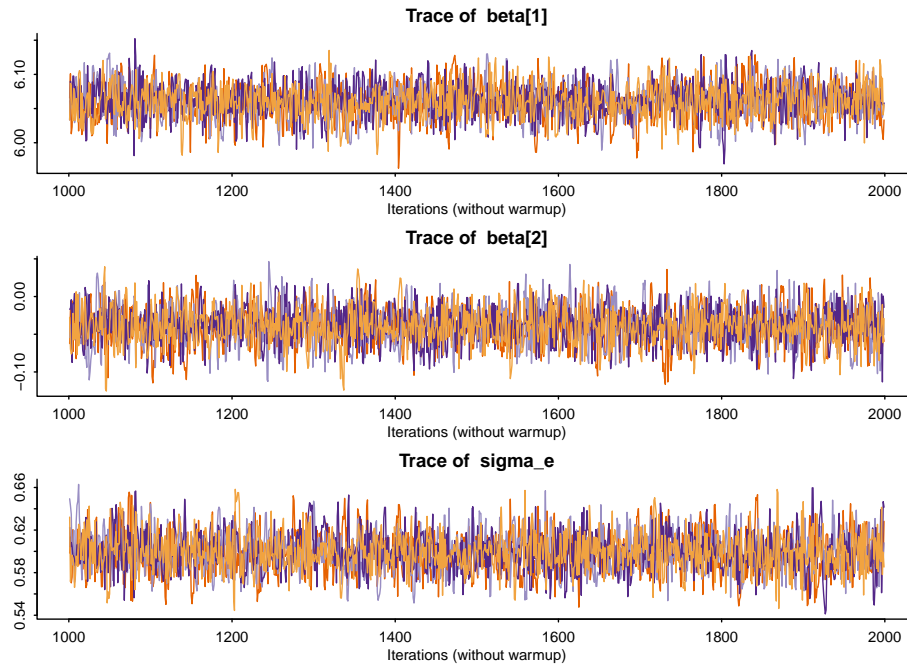 Trace of beta[1]
6.10
6.00
1000 1200 1400 1600 1800 2000
Iterations (without warmup)
Trace of beta[2]
0.00
−0.10
1000 1200 1400 1600 1800 2000
Iterations (without warmup)
Trace of sigma_e
0.66
0.62
0.58
0.54
1000 1200 1400 1600 1800 2000
Iterations (without warmup)